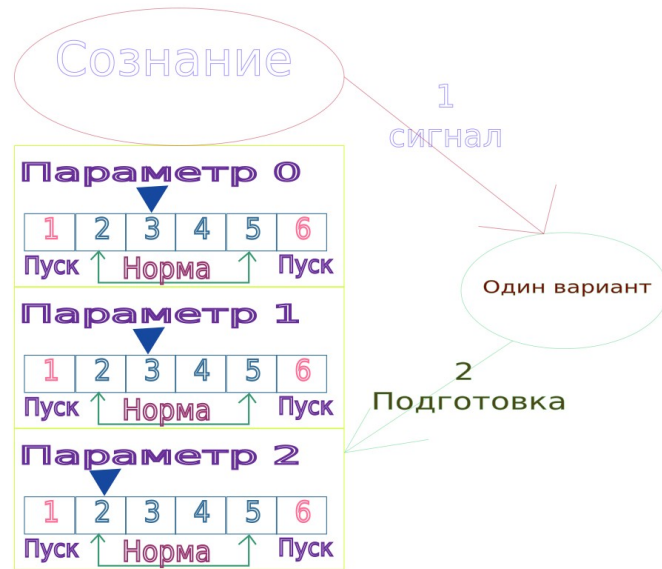 Сознание
1
сигнал
Параметр 0
1 2 3 4 5 6
Пуск Норма Пуск
Один вариант
Параметр 1
1 2 3 4 5 6
Пуск Норма Пуск
2
Подготовка
Параметр 2
1 2 3 4 5 6
Пуск Норма Пуск